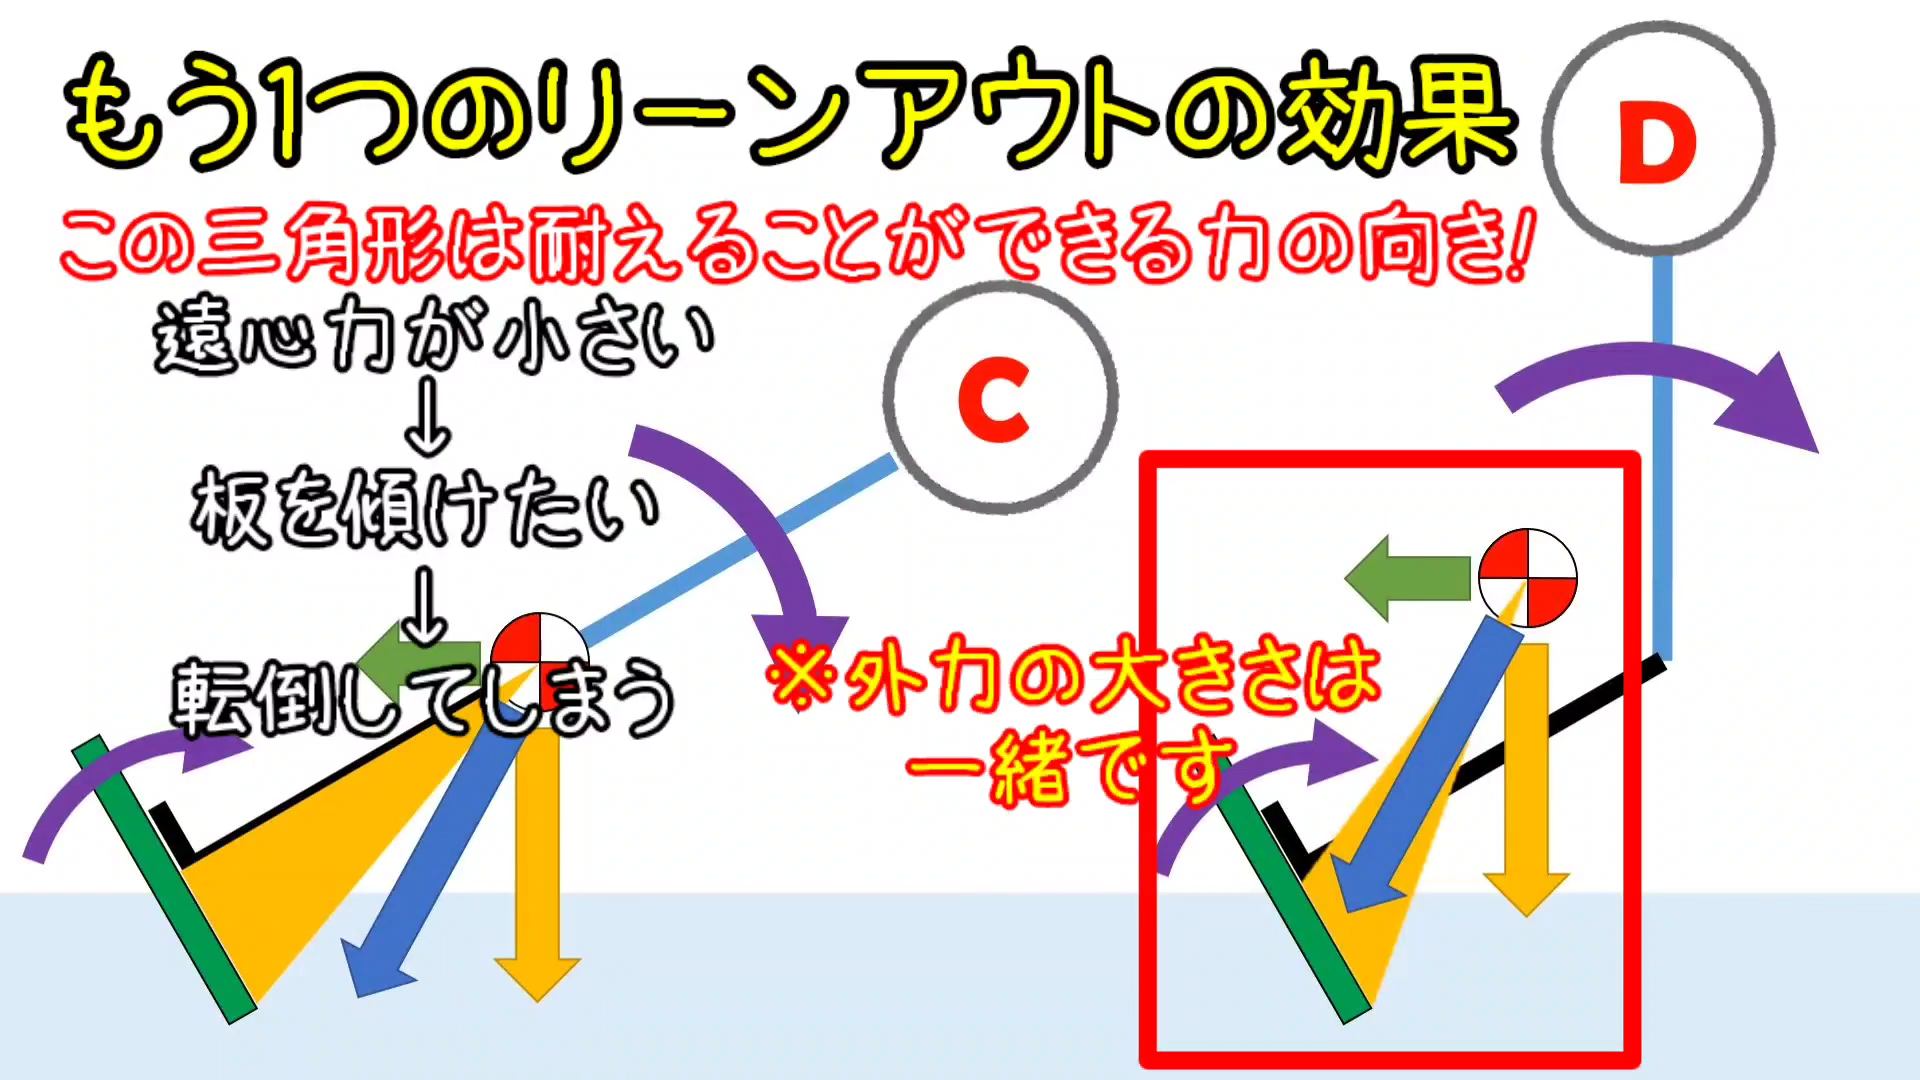 もう1つのリーンアウトの効果
D
この三角形は耐えることができる力の向き!
遠心力が小さい
↓
C
板を傾けたい
↓
転倒してしまう
※外力の大きさは
一緒です